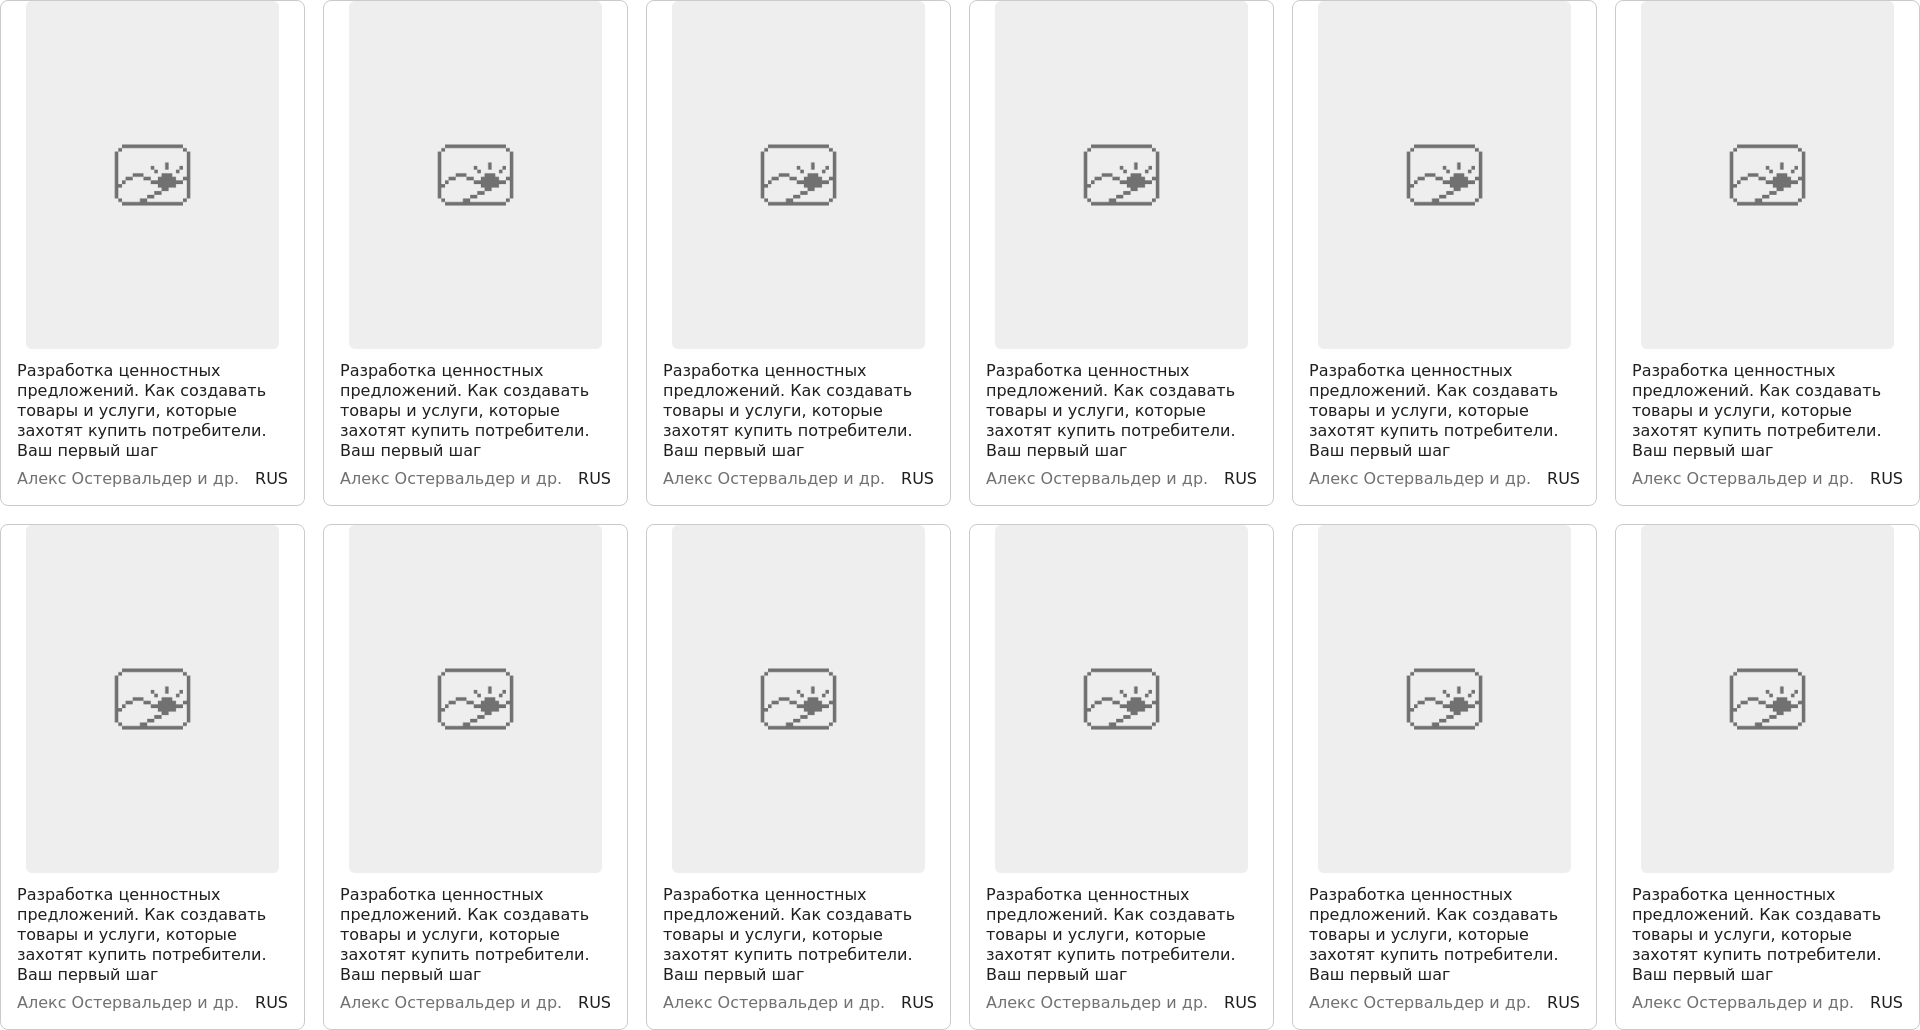 Разработка ценностных
предложений. Как создавать
товары и услуги, которые
захотят купить потребители.
Ваш первый шаг
Алекс Остервальдер и др. RUS
Разработка ценностных
предложений. Как создавать
товары и услуги, которые
захотят купить потребители.
Ваш первый шаг
Алекс Остервальдер и др. RUS
Разработка ценностных
предложений. Как создавать
товары и услуги, которые
захотят купить потребители.
Ваш первый шаг
Алекс Остервальдер и др. RUS
Разработка ценностных
предложений. Как создавать
товары и услуги, которые
захотят купить потребители.
Ваш первый шаг
Алекс Остервальдер и др. RUS
Разработка ценностных
предложений. Как создавать
товары и услуги, которые
захотят купить потребители.
Ваш первый шаг
Алекс Остервальдер и др. RUS
Разработка ценностных
предложений. Как создавать
товары и услуги, которые
захотят купить потребители.
Ваш первый шаг
Алекс Остервальдер и др. RUS
Разработка ценностных
предложений. Как создавать
товары и услуги, которые
захотят купить потребители.
Ваш первый шаг
Алекс Остервальдер и др. RUS
Разработка ценностных
предложений. Как создавать
товары и услуги, которые
захотят купить потребители.
Ваш первый шаг
Алекс Остервальдер и др. RUS
Разработка ценностных
предложений. Как создавать
товары и услуги, которые
захотят купить потребители.
Ваш первый шаг
Алекс Остервальдер и др. RUS
Разработка ценностных
предложений. Как создавать
товары и услуги, которые
захотят купить потребители.
Ваш первый шаг
Алекс Остервальдер и др. RUS
Разработка ценностных
предложений. Как создавать
товары и услуги, которые
захотят купить потребители.
Ваш первый шаг
Алекс Остервальдер и др. RUS
Разработка ценностных
предложений. Как создавать
товары и услуги, которые
захотят купить потребители.
Ваш первый шаг
Алекс Остервальдер и др. RUS